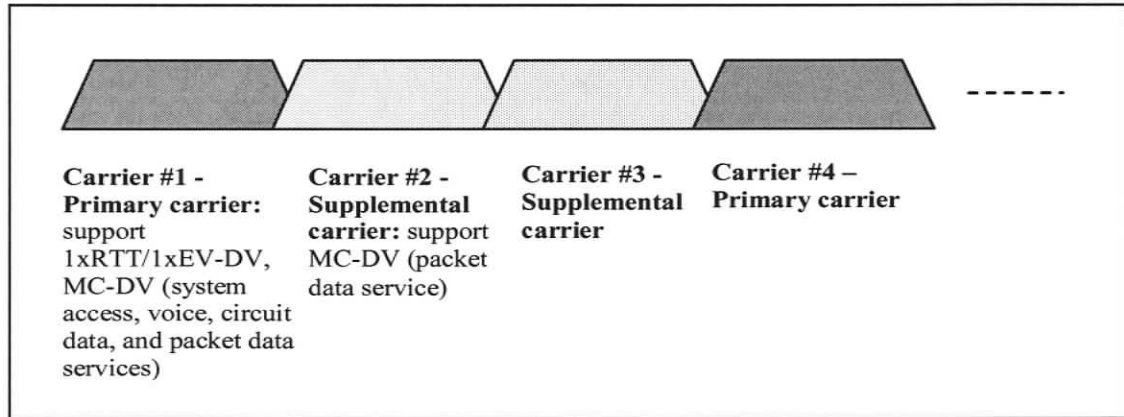 Carrier #1 -
Primary carrier:
support
1xRTT/1xEV-DV,
MC-DV (system
access, voice, circuit
data, and packet data
services)
Carrier #2 -
Supplemental
carrier: support
MC-DV (packet
data service)
Carrier #3 -
Supplemental
carrier
Carrier #4 –
Primary carrier